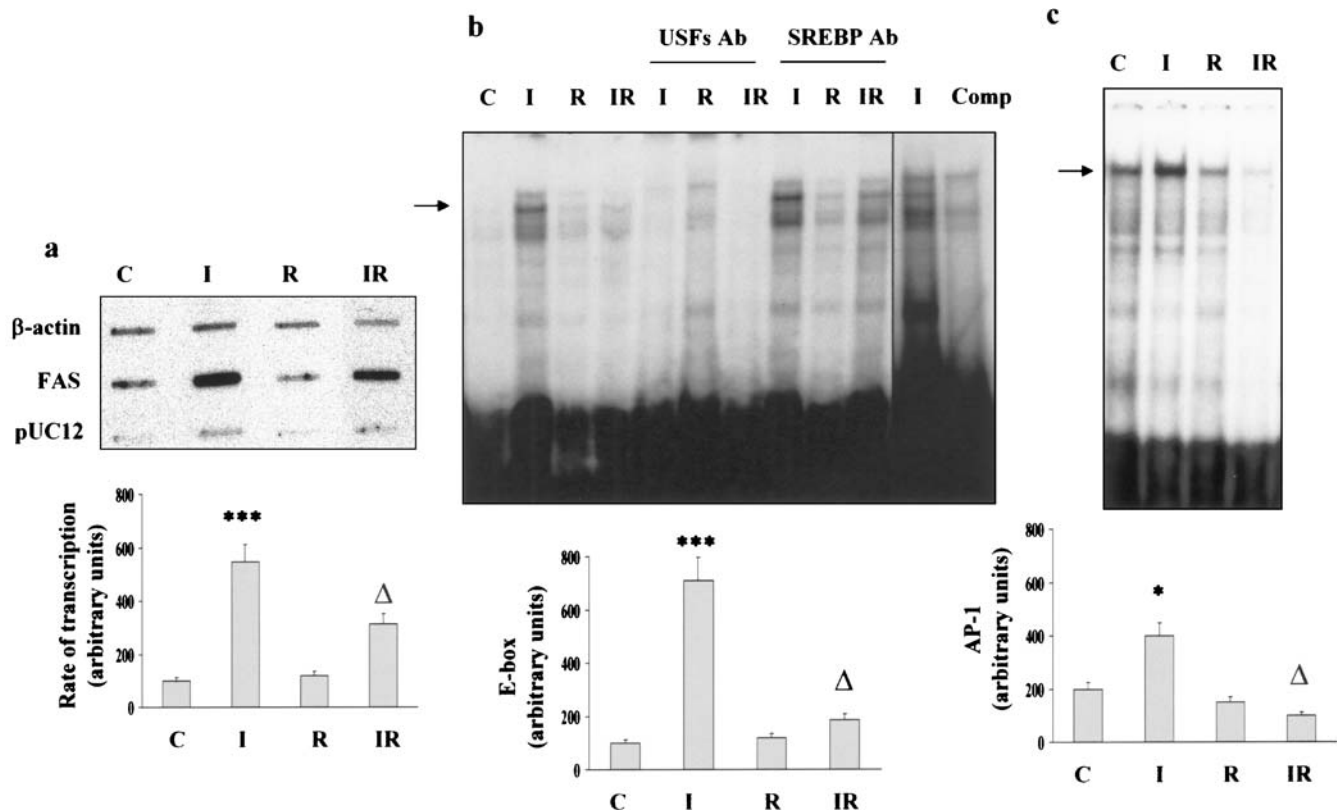 a
C I R IR
β-actin
FAS
pUC12
800
600
400
200
0
Rate of transcription
(arbitrary units)
***
Δ
C I R IR
b
USFs Ab SREBP Ab
C I R IR I R IR I R IR I Comp
800
600
400
200
0
E-box
(arbitrary units)
***
Δ
C I R IR
c
C I R IR
800
600
400
200
0
AP-1
(arbitrary units)
*
Δ
C I R IR